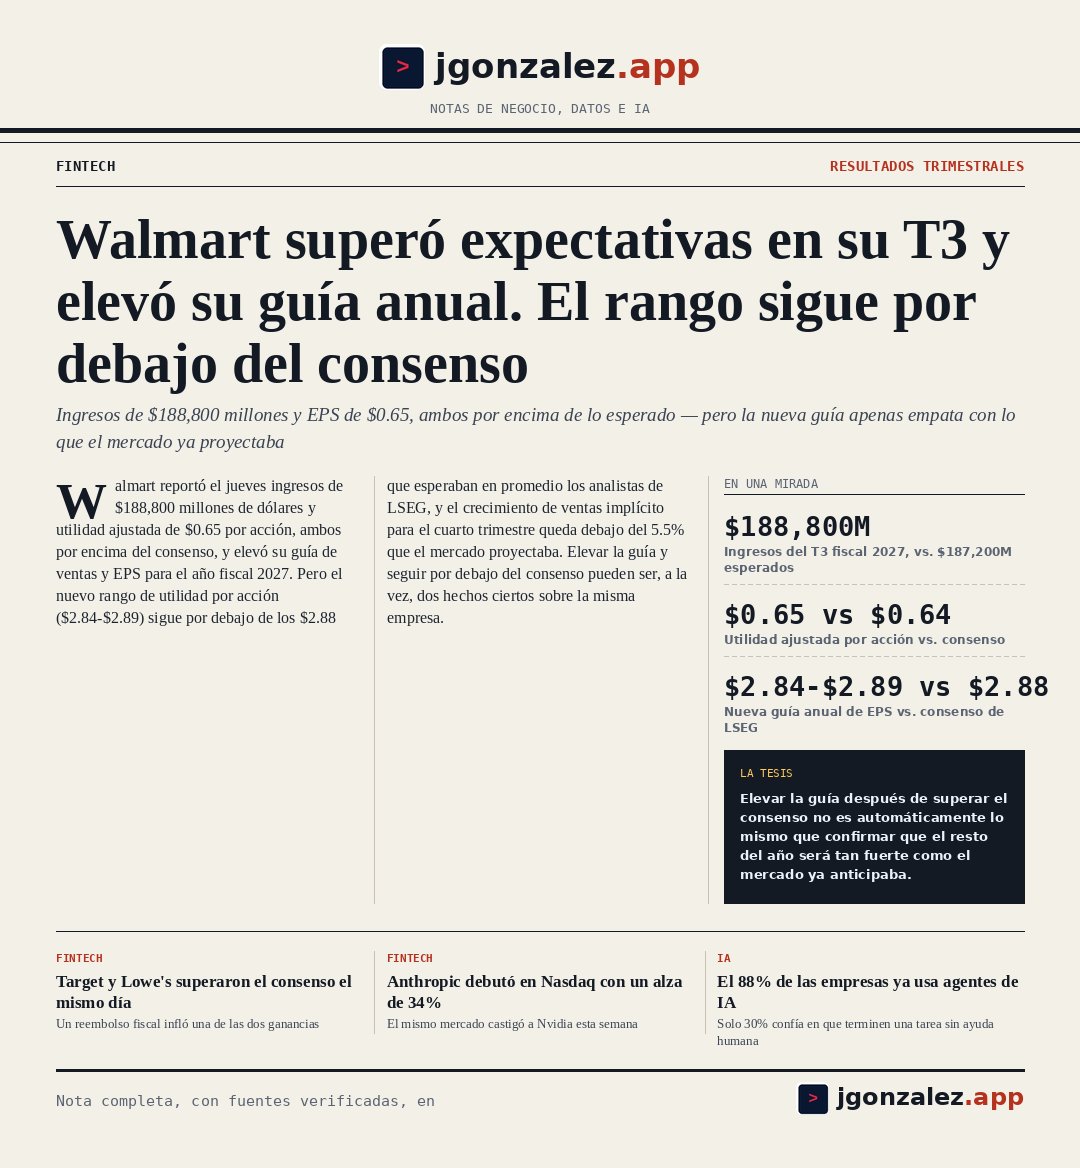 > jgonzalez.app
NOTAS DE NEGOCIO, DATOS E IA
FINTECH
RESULTADOS TRIMESTRALES
Walmart superó expectativas en su T3 y
elevó su guía anual. El rango sigue por
debajo del consenso
Ingresos de $188,800 millones y EPS de $0.65, ambos por encima de lo esperado — pero la nueva guía apenas empata con lo
que el mercado ya proyectaba
Walmart reportó el jueves ingresos de
$188,800 millones de dólares y
utilidad ajustada de $0.65 por acción, ambos
por encima del consenso, y elevó su guía de
ventas y EPS para el año fiscal 2027. Pero el
nuevo rango de utilidad por acción
($2.84-$2.89) sigue por debajo de los $2.88
que esperaban en promedio los analistas de
LSEG, y el crecimiento de ventas implícito
para el cuarto trimestre queda debajo del 5.5%
que el mercado proyectaba. Elevar la guía y
seguir por debajo del consenso pueden ser, a la
vez, dos hechos ciertos sobre la misma
empresa.
EN UNA MIRADA
$188,800M
Ingresos del T3 fiscal 2027, vs. $187,200M
esperados
$0.65 vs $0.64
Utilidad ajustada por acción vs. consenso
$2.84-$2.89 vs $2.88
Nueva guía anual de EPS vs. consenso de
LSEG
LA TESIS
Elevar la guía después de superar el
consenso no es automáticamente lo
mismo que confirmar que el resto
del año será tan fuerte como el
mercado ya anticipaba.
FINTECH
Target y Lowe's superaron el consenso el
mismo día
Un reembolso fiscal infló una de las dos ganancias
FINTECH
Anthropic debutó en Nasdaq con un alza
de 34%
El mismo mercado castigó a Nvidia esta semana
IA
El 88% de las empresas ya usa agentes de
IA
Solo 30% confía en que terminen una tarea sin ayuda
humana
Nota completa, con fuentes verificadas, en
> jgonzalez.app